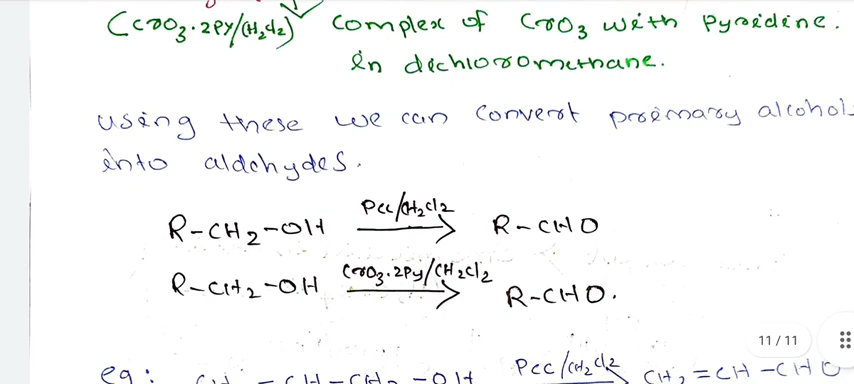 (CrO3.2Py/CH2Cl2) Complex of CrO3 with Pyridine.
in dichloromethane.
using these we can convert primary alcohols
into aldehydes.
R-CH2-OH PCC/CH2Cl2 R-CHO
R-CH2-OH CrO3.2Py/CH2Cl2 R-CHO.
11 / 11
eg: PCC/CH2Cl2 CH2=CH-CHO